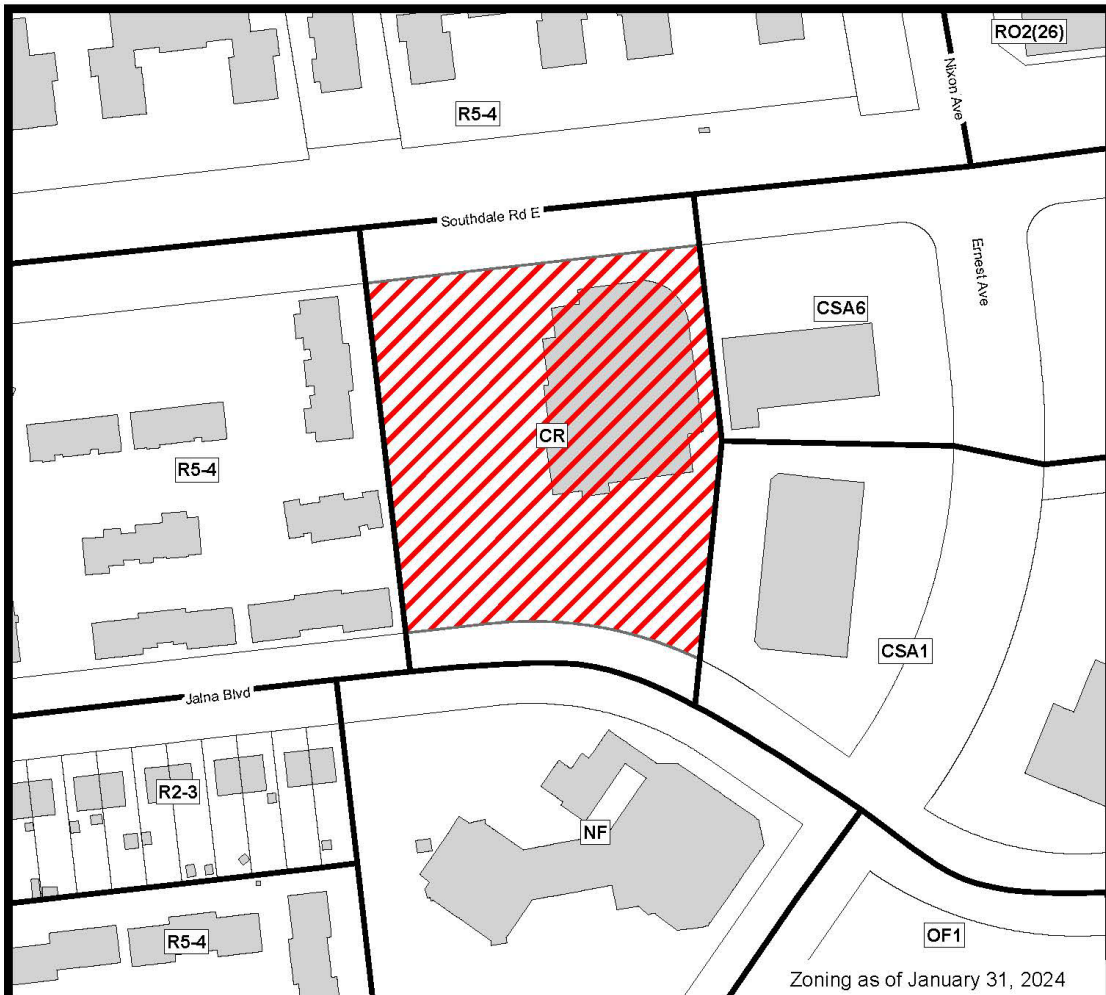 RO2(26)
Nixon Ave
R5-4
Southdale Rd E
Ernest Ave
CSA6
CR
R5-4
CSA1
Jalna Blvd
R2-3
NF
R5-4
OF1
Zoning as of January 31, 2024